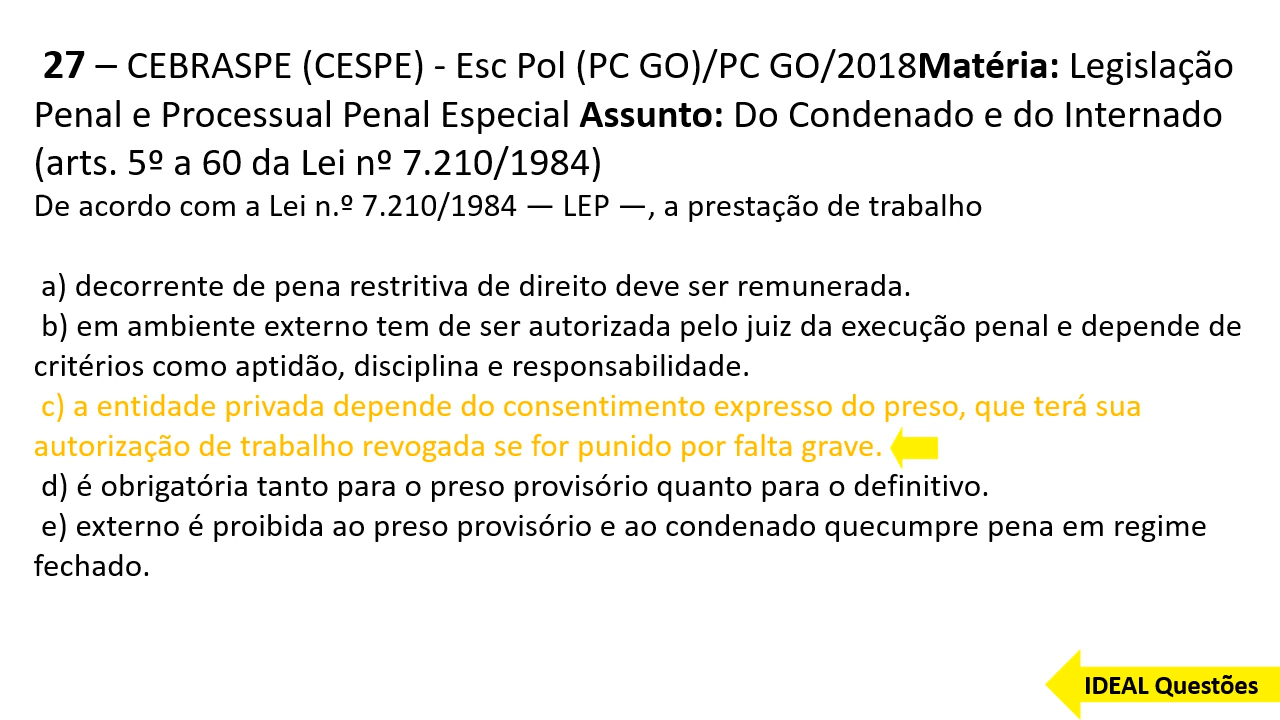 27 – CEBRASPE (CESPE) - Esc Pol (PC GO)/PC GO/2018Matéria: Legislação
Penal e Processual Penal Especial Assunto: Do Condenado e do Internado
(arts. 5º a 60 da Lei nº 7.210/1984)
De acordo com a Lei n.º 7.210/1984 — LEP —, a prestação de trabalho
a) decorrente de pena restritiva de direito deve ser remunerada.
b) em ambiente externo tem de ser autorizada pelo juiz da execução penal e depende de
critérios como aptidão, disciplina e responsabilidade.
c) a entidade privada depende do consentimento expresso do preso, que terá sua
autorização de trabalho revogada se for punido por falta grave.
d) é obrigatória tanto para o preso provisório quanto para o definitivo.
e) externo é proibida ao preso provisório e ao condenado quecumpre pena em regime
fechado.
IDEAL Questões